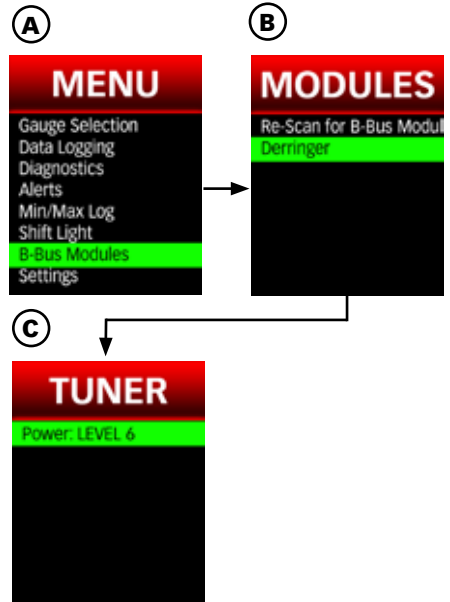 A
MENU
Gauge Selection
Data Logging
Diagnostics
Alerts
Min/Max Log
Shift Light
B-Bus Modules
Settings
B
MODULES
Re-Scan for B-Bus Modul
Derringer
C
TUNER
Power: LEVEL 6